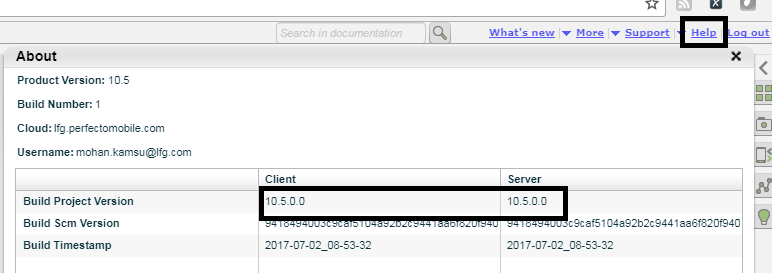 Search in documentation What's new More Support Help Log out
About
Product Version: 10.5
Build Number: 1
Cloud: lfg.perfectomobile.com
Username: mohan.kamsu@lfg.com
Client Server
Build Project Version 10.5.0.0 10.5.0.0
Build Scm Version 9418494003c9caf5104a92b2c9441aa6f820f940 9418494003c9caf5104a92b2c9441aa6f820f940
Build Timestamp 2017-07-02_08-53-32 2017-07-02_08-53-32